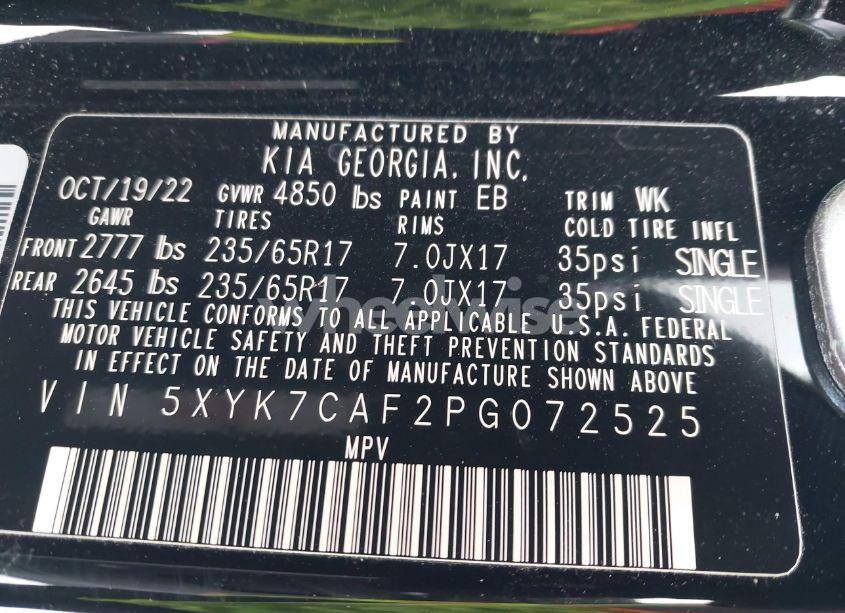 MANUFACTURED BY
KIA GEORGIA, INC.
OCT/19/22 GVWR 4850 lbs PAINT EB TRIM WK
GAWR TIRES RIMS COLD TIRE INFL
FRONT 2777 lbs 235/65R17 7.0JX17 35psi SINGLE
REAR 2645 lbs 235/65R17 7.0JX17 35psi SINGLE
THIS VEHICLE CONFORMS TO ALL APPLICABLE U.S.A. FEDERAL
MOTOR VEHICLE SAFETY AND THEFT PREVENTION STANDARDS
IN EFFECT ON THE DATE OF MANUFACTURE SHOWN ABOVE
VIN 5XYK7CAF2PG072525
MPV
wheelwise